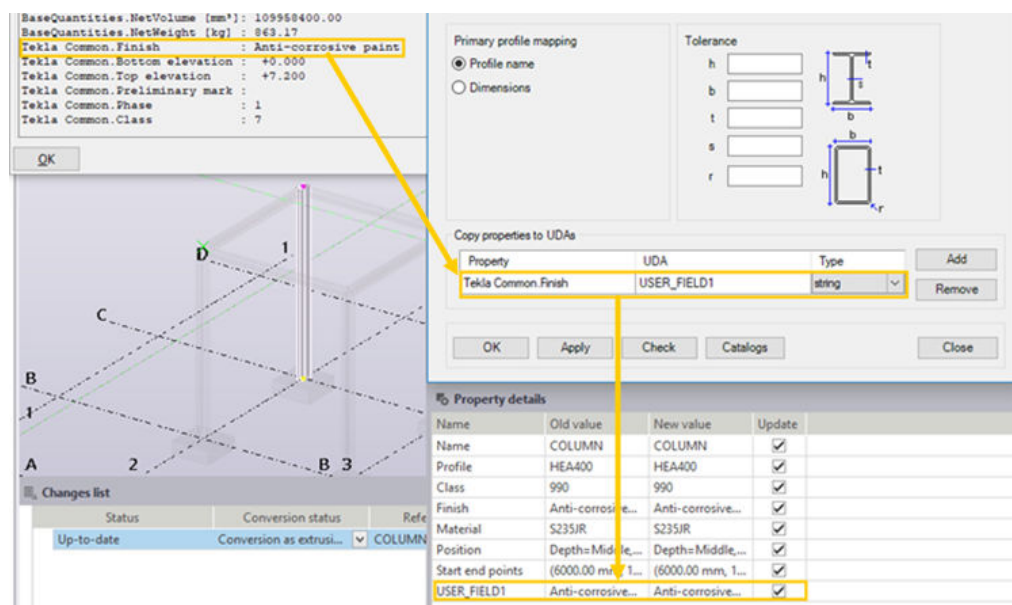 BaseQuantities.NetVolume [mm³]: 109958400.00
BaseQuantities.NetWeight [kg] : 863.17
Tekla Common.Finish : Anti-corrosive paint
Tekla Common.Bottom elevation : +0.000
Tekla Common.Top elevation : +7.200
Tekla Common.Preliminary mark :
Tekla Common.Phase : 1
Tekla Common.Class : 7
OK
Primary profile mapping
Profile name
Dimensions
Tolerance
h
b
t
s
r
h
t
s
b
b
h
t
r
Copy properties to UDAs
Property UDA Type
Tekla Common.Finish USER_FIELD1 string
Add
Remove
OK Apply Check Catalogs Close
D
1
C
B
1
A
2
B
3
Changes list
Status Conversion status Refe
Up-to-date Conversion as extrusi... COLUMN
Property details
Name Old value New value Update
Name COLUMN COLUMN
Profile HEA400 HEA400
Class 990 990
Finish Anti-corrosive... Anti-corrosive...
Material S235JR S235JR
Position Depth=Middle,... Depth=Middle,...
Start end points (6000.00 mm, 1... (6000.00 mm, 1...
USER_FIELD1 Anti-corrosive... Anti-corrosive...